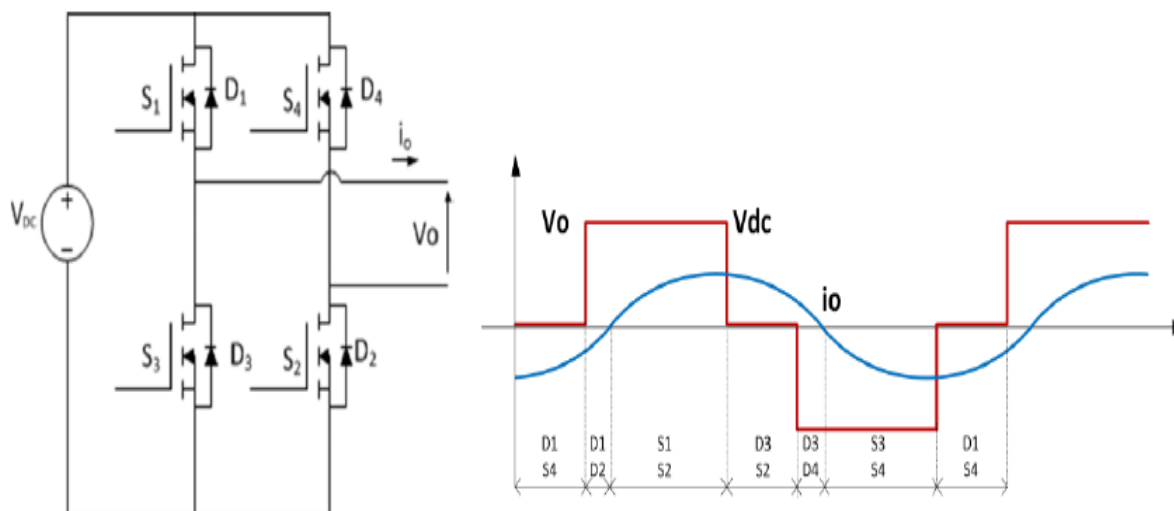 S1
D1
S4
D4
io
VDC
+
−
Vo
S3
D3
S2
D2
Vo
Vdc
io
D1 D1 S1 D3 D3 S3 D1
S4 D2 S2 S2 D4 S4 S4